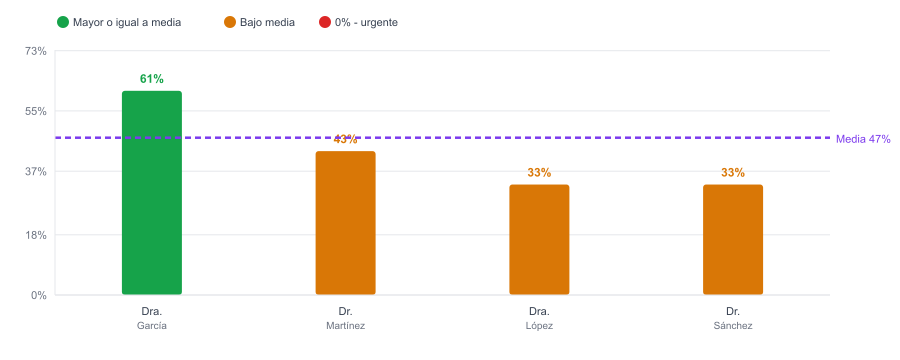 Mayor o igual a media
Bajo media
0% - urgente
73%
55%
37%
18%
0%
61%
43%
33%
33%
Media 47%
Dra.
García
Dr.
Martínez
Dra.
López
Dr.
Sánchez